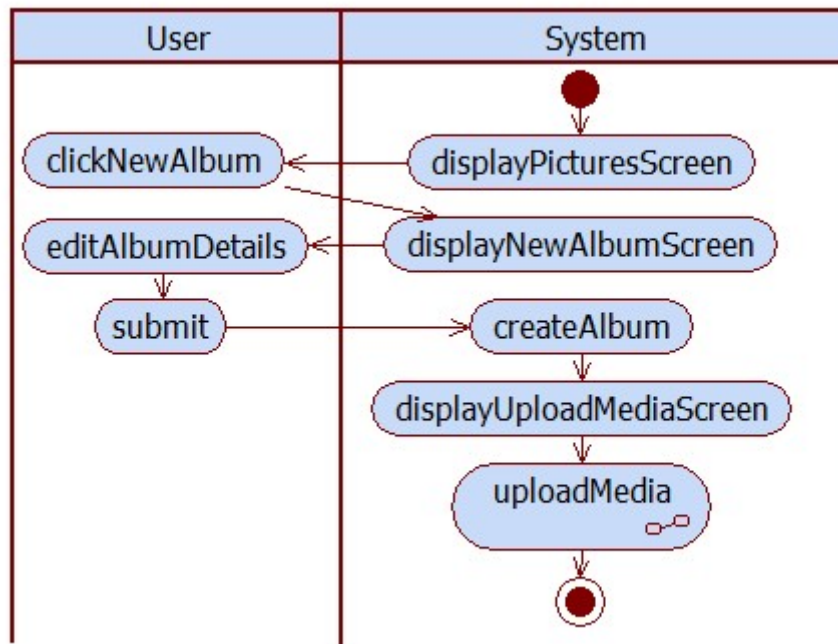 User
System
displayPicturesScreen
clickNewAlbum
displayNewAlbumScreen
editAlbumDetails
submit
createAlbum
displayUploadMediaScreen
uploadMedia